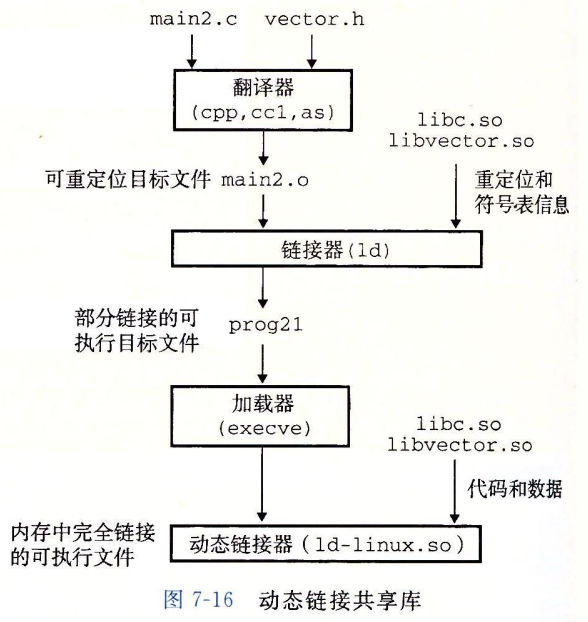 main2.c vector.h
翻译器
(cpp,cc1,as)
libc.so
libvector.so
可重定位目标文件 main2.o
重定位和
符号表信息
链接器(ld)
部分链接的可
执行目标文件
prog21
加载器
(execve)
libc.so
libvector.so
代码和数据
内存中完全链接
的可执行文件
动态链接器(ld-linux.so)
图 7-16 动态链接共享库